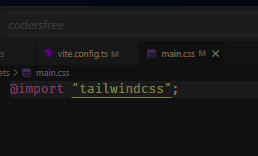 codersfree
s
vite.config.ts M
main.css M
ets > main.css
@import "tailwindcss";